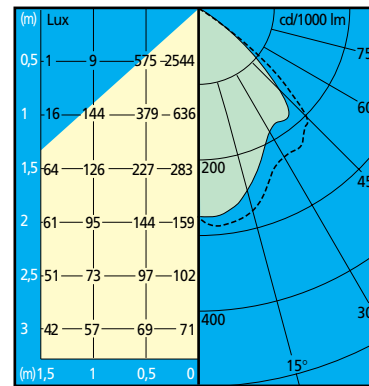 (m) Lux cd/1000 lm
0,5 1 9 575 2544 75
1 16 144 379 636 60
1,5 64 126 227 283 200 45
2 61 95 144 159
2,5 51 73 97 102
3 42 57 69 71 400 30
(m) 1,5 1 0,5 0 15°